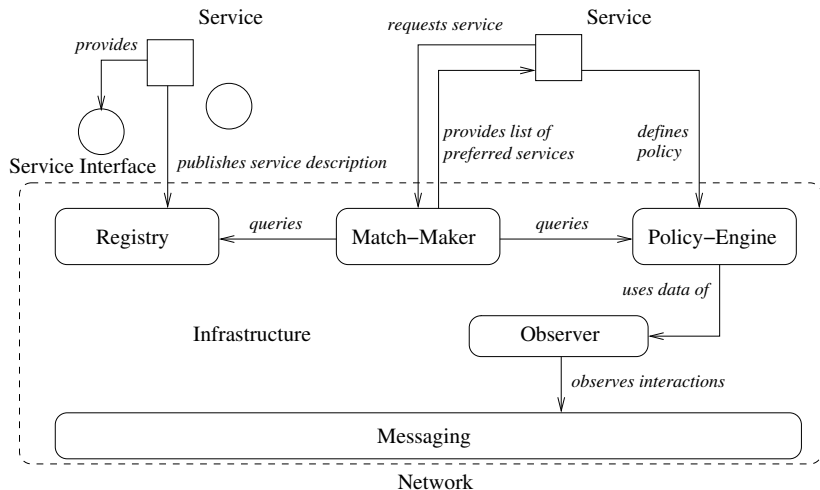 Service
Service
provides
requests service
provides list of
preferred services
defines
policy
Service Interface
publishes service description
Registry
queries
Match−Maker
queries
Policy−Engine
uses data of
Infrastructure
Observer
observes interactions
Messaging
Network